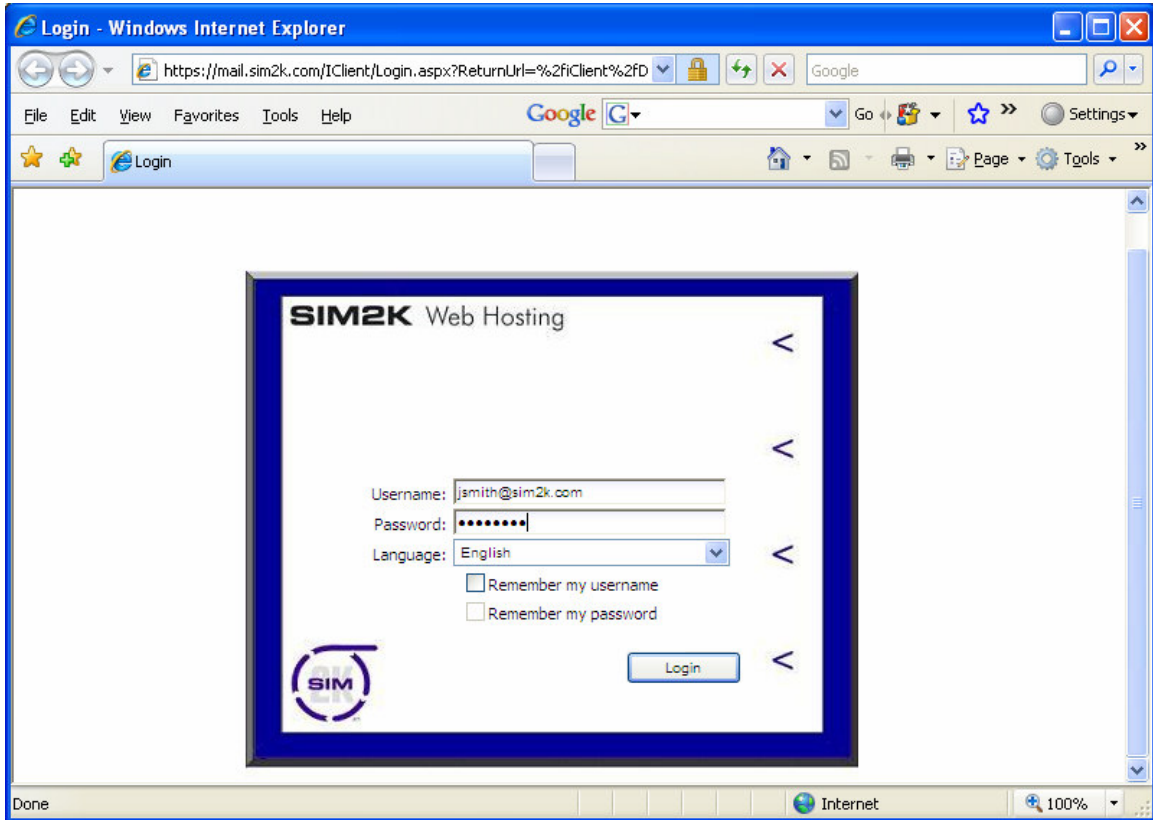 Login - Windows Internet Explorer
https://mail.sim2k.com/IClient/Login.aspx?ReturnUrl=%2fiClient%2fD
Google
File Edit View Favorites Tools Help
Google G Go » Settings
Login
Page Tools »
SIM2K Web Hosting
<
<
Username: jsmith@sim2k.com
Password: ••••••••
Language: English
<
Remember my username
Remember my password
Login
<
2K
SIM
Done
Internet
100%